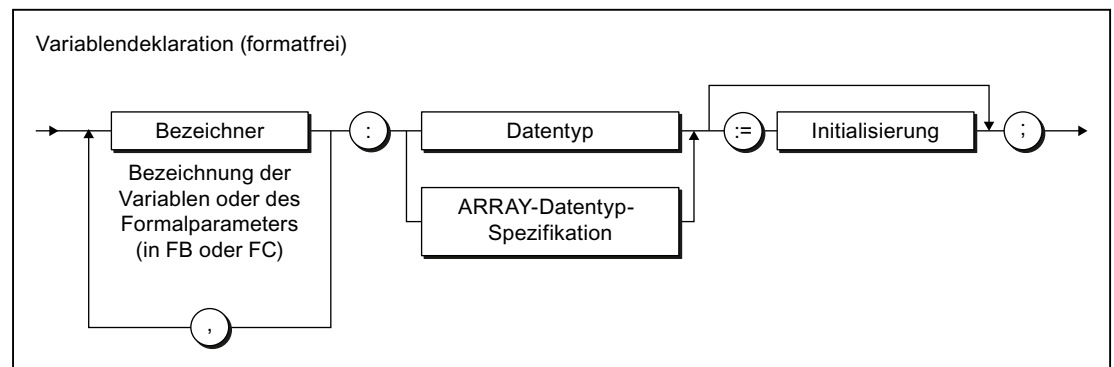 Variablendeklaration (formatfrei)
Bezeichner
:
Datentyp
:=
Initialisierung
;
Bezeichnung der
Variablen oder des
Formalparameters
(in FB oder FC)
ARRAY-Datentyp-
Spezifikation
,